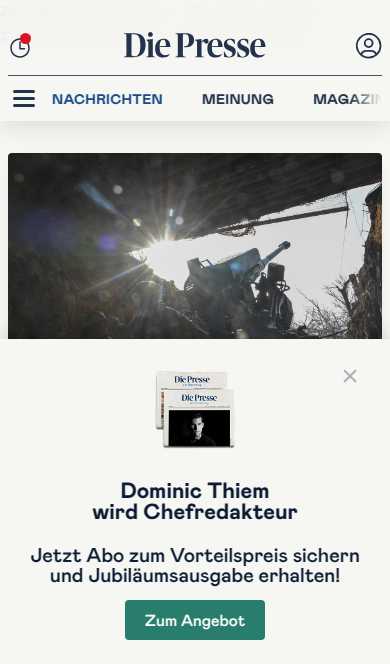 Die Presse
NACHRICHTEN MEINUNG MAGAZIN
Die Presse
Die Presse
Dominic Thiem
wird Chefredakteur
Jetzt Abo zum Vorteilspreis sichern
und Jubiläumsausgabe erhalten!
Zum Angebot